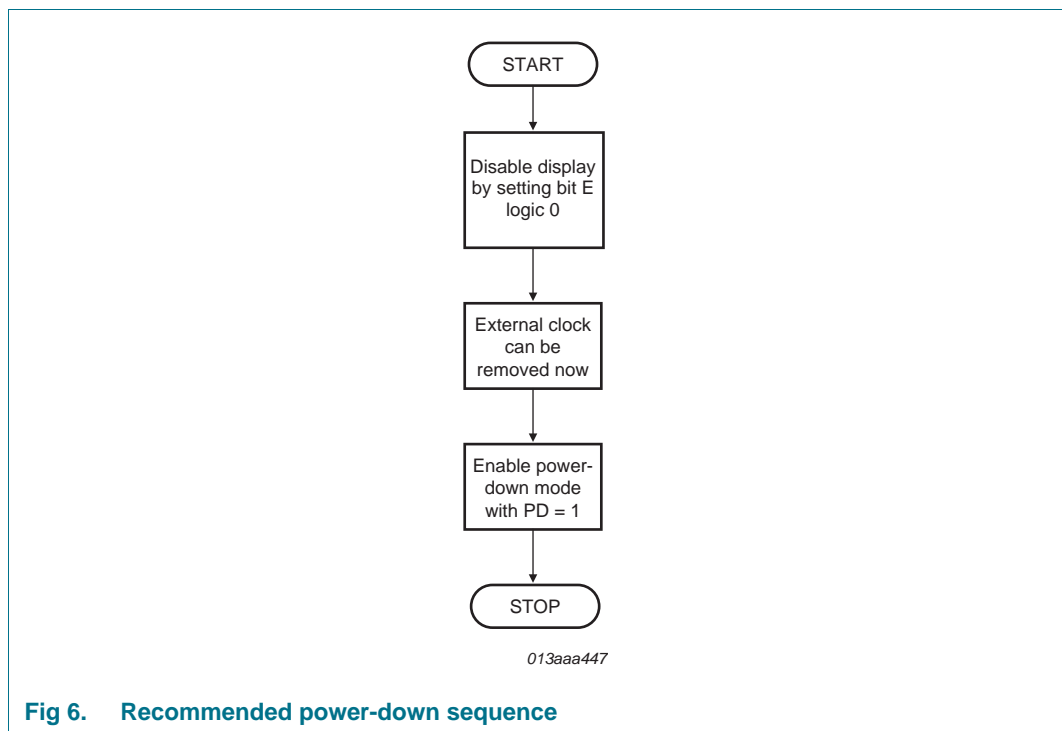 START
Disable display
by setting bit E
logic 0
External clock
can be
removed now
Enable power-
down mode
with PD = 1
STOP
013aaa447
Fig 6. Recommended power-down sequence